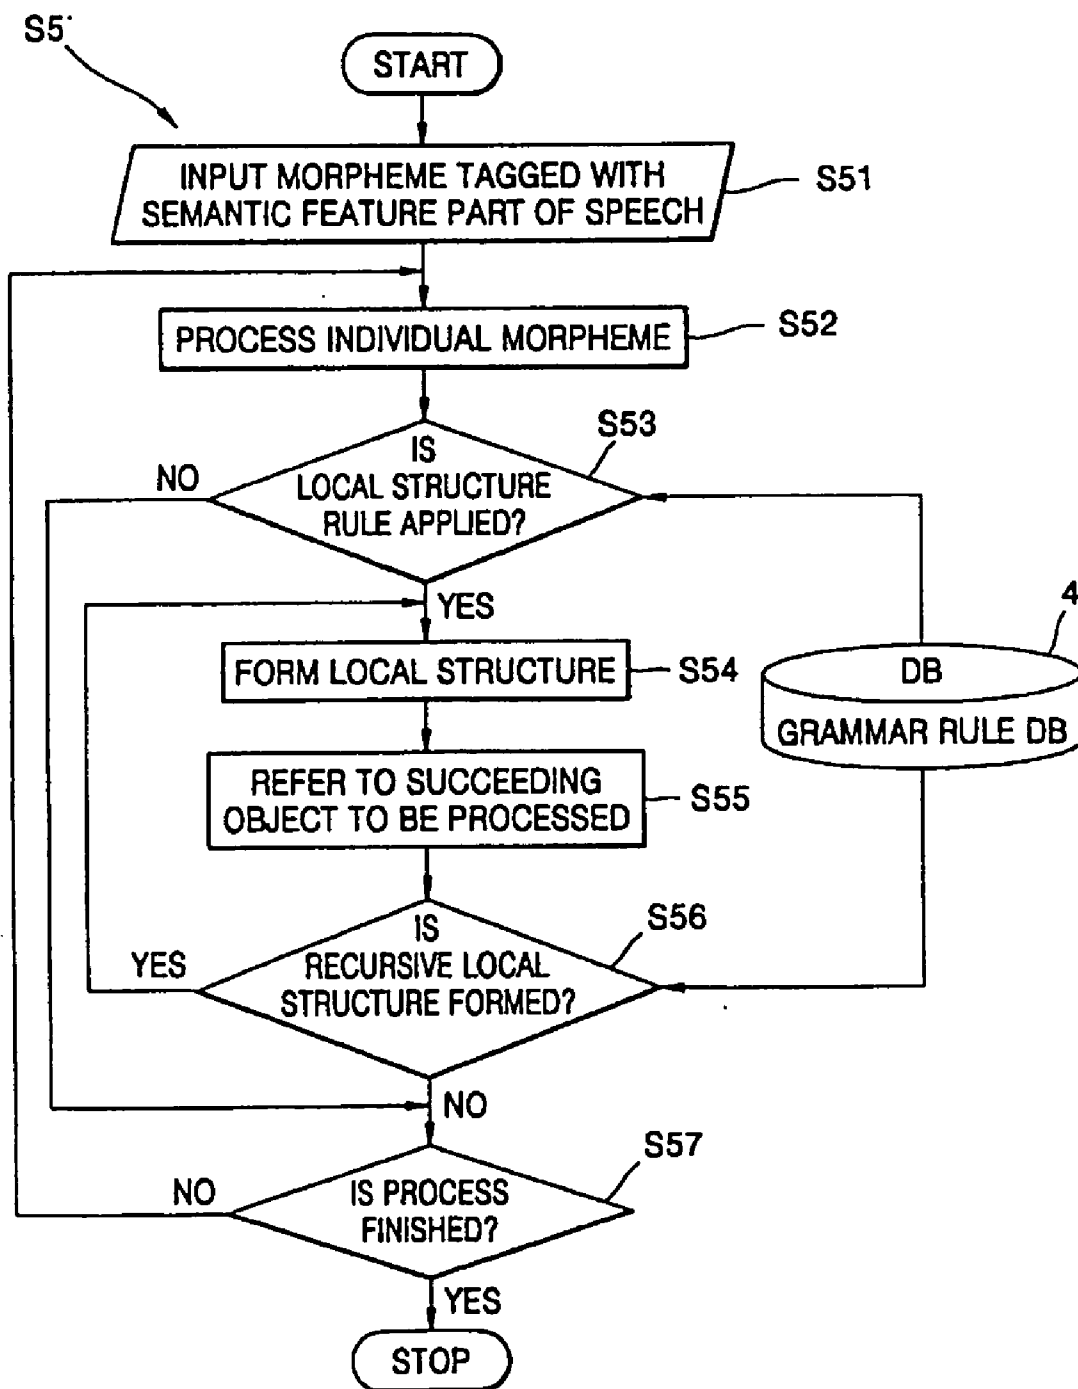 S5
START
INPUT MORPHEME TAGGED WITH
SEMANTIC FEATURE PART OF SPEECH
S51
PROCESS INDIVIDUAL MORPHEME
S52
S53
IS
LOCAL STRUCTURE
RULE APPLIED?
NO
YES
4
FORM LOCAL STRUCTURE
S54
DB
GRAMMAR RULE DB
REFER TO SUCCEEDING
OBJECT TO BE PROCESSED
S55
S56
IS
RECURSIVE LOCAL
STRUCTURE FORMED?
YES
NO
S57
IS PROCESS
FINISHED?
NO
YES
STOP